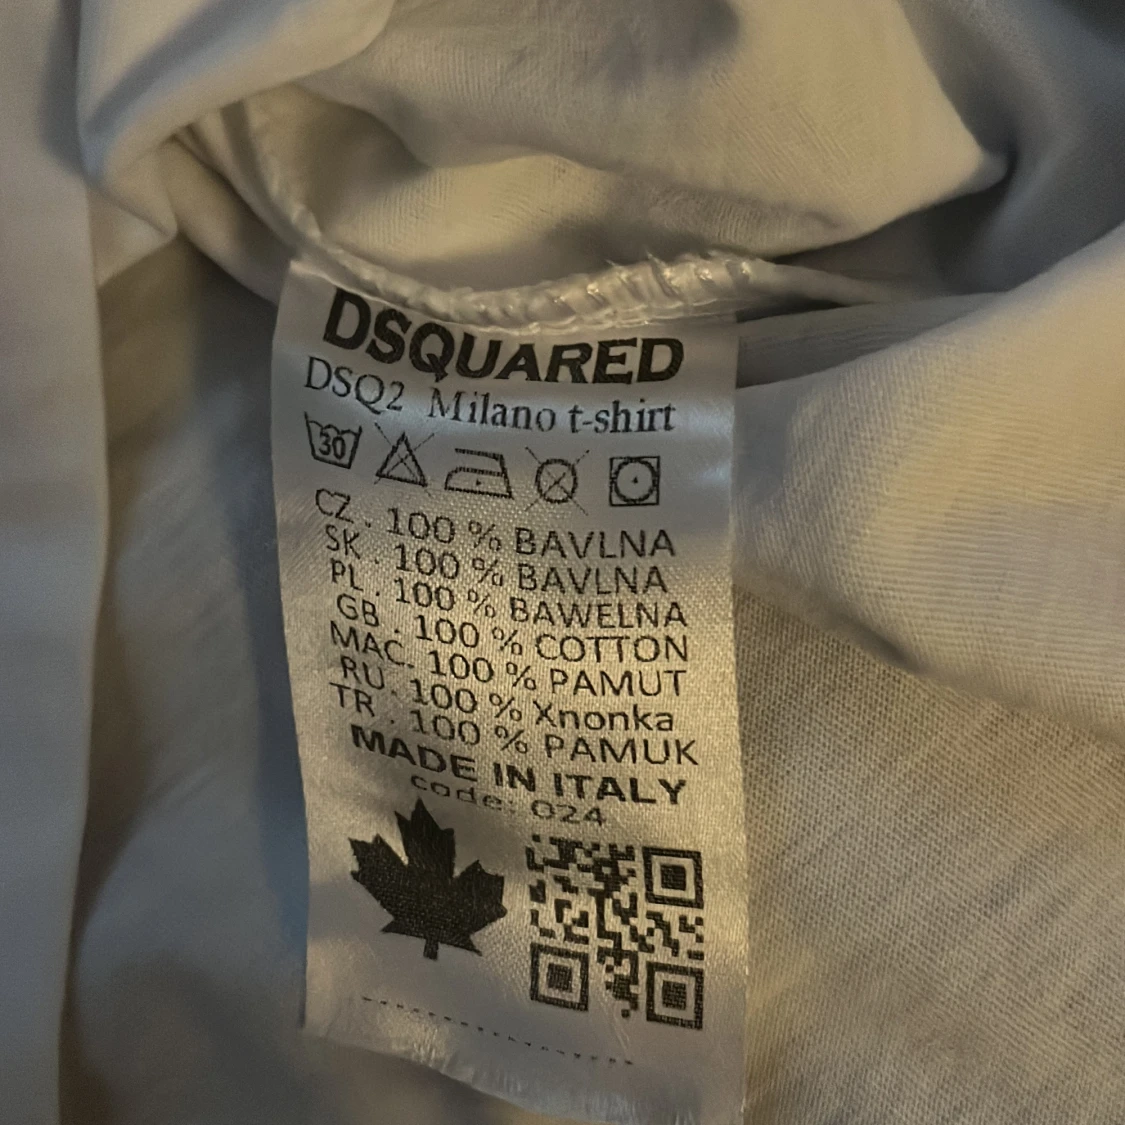 DSQUARED
DSQ2 Milano t-shirt
30
CZ . 100 % BAVLNA
SK . 100 % BAVLNA
PL . 100 % BAWELNA
GB . 100 % COTTON
MAC. 100 % PAMUT
RU . 100 % Xnonka
TR . 100 % PAMUK
MADE IN ITALY
code: 024